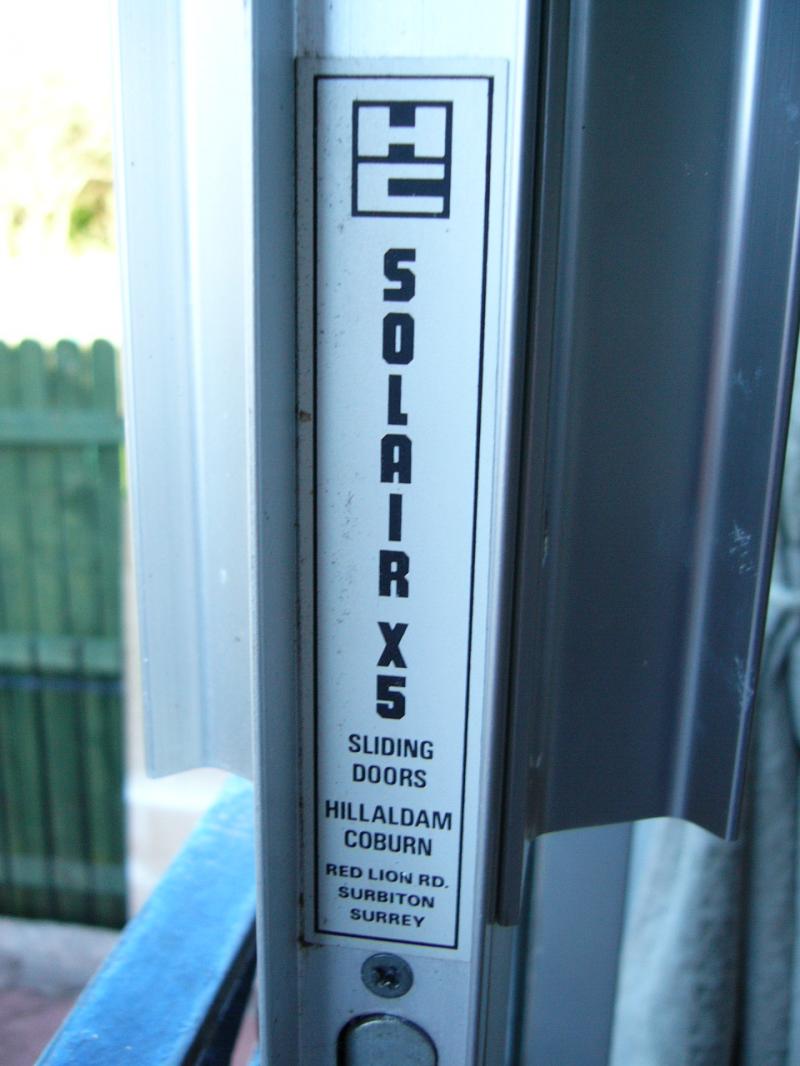 HC
SOLAIR X5
SLIDING
DOORS
HILLALDAM
COBURN
RED LION RD.
SURBITON
SURREY